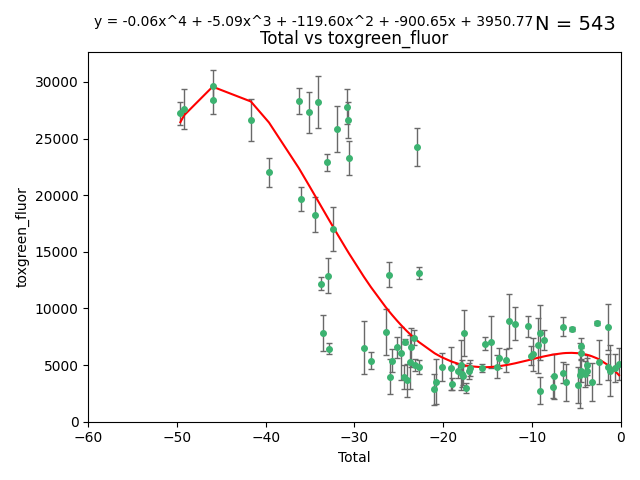 y = -0.06x^4 + -5.09x^3 + -119.60x^2 + -900.65x + 3950.77
N = 543
Total vs toxgreen_fluor
toxgreen_fluor
30000
25000
20000
15000
10000
5000
0
−60
−50
−40
−30
−20
−10
0
Total